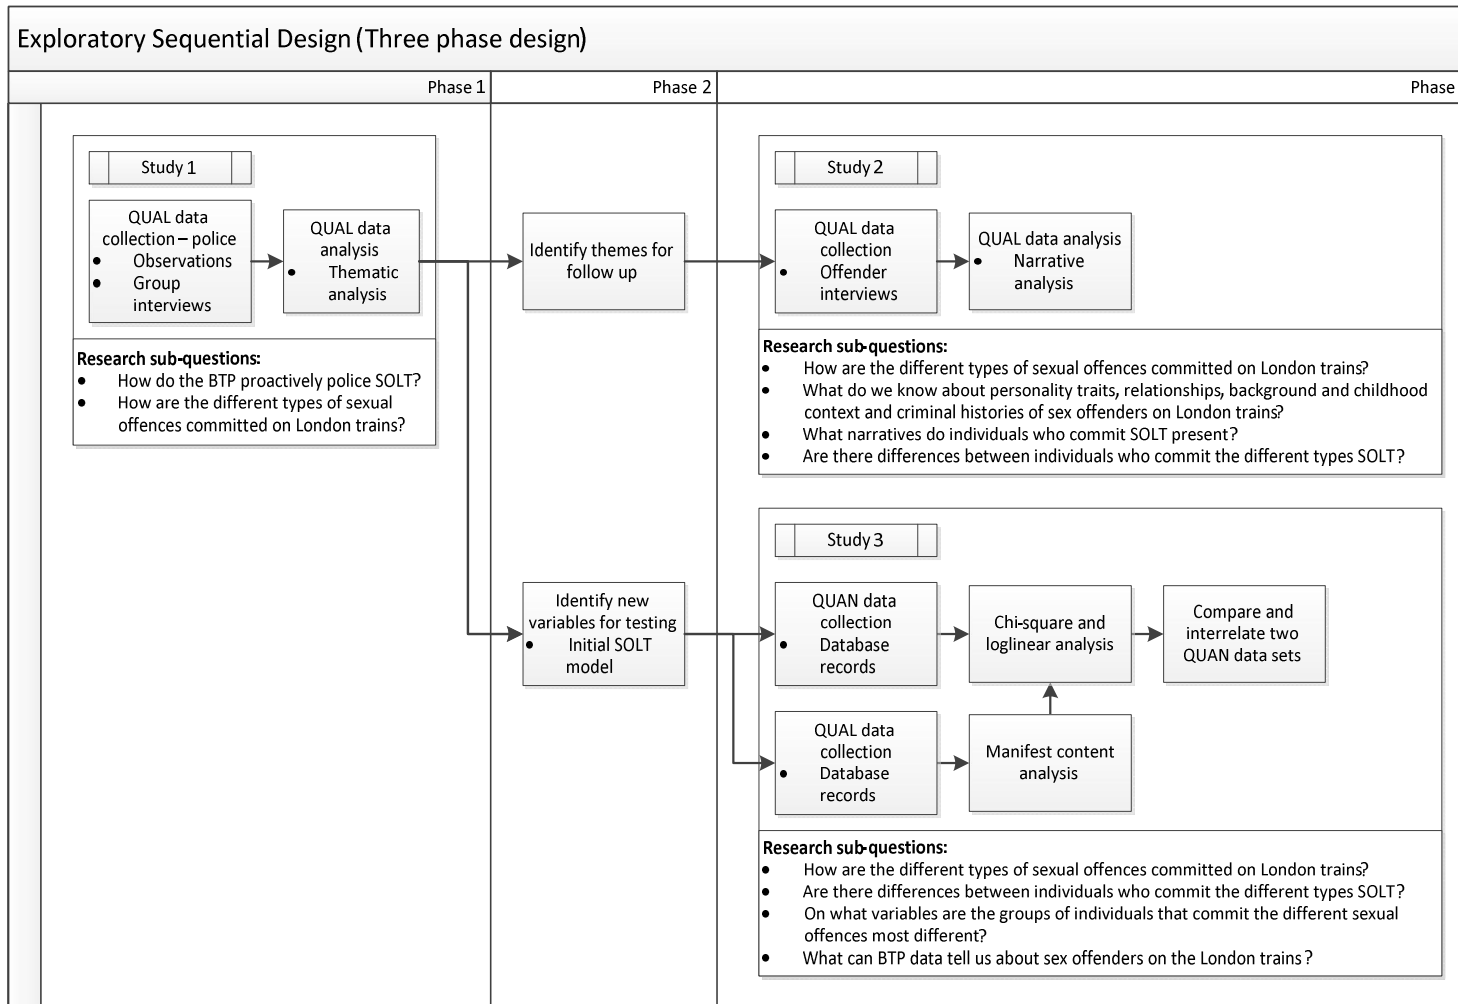 Exploratory Sequential Design (Three phase design)
Phase 1
Phase 2
Phase
Study 1
QUAL data
collection – police
• Observations
• Group
interviews
QUAL data
analysis
• Thematic
analysis
Research sub-questions:
• How do the BTP proactively police SOLT?
• How are the different types of sexual
offences committed on London trains?
Identify themes for
follow up
Identify new
variables for testing
• Initial SOLT
model
Study 2
QUAL data
collection
• Offender
interviews
QUAL data analysis
• Narrative
analysis
Research sub-questions:
• How are the different types of sexual offences committed on London trains?
• What do we know about personality traits, relationships, background and childhood
context and criminal histories of sex offenders on London trains?
• What narratives do individuals who commit SOLT present?
• Are there differences between individuals who commit the different types SOLT?
Study 3
QUAN data
collection
• Database
records
Chi-square and
loglinear analysis
Compare and
interrelate two
QUAN data sets
QUAL data
collection
• Database
records
Manifest content
analysis
Research sub-questions:
• How are the different types of sexual offences committed on London trains?
• Are there differences between individuals who commit the different types SOLT?
• On what variables are the groups of individuals that commit the different sexual
offences most different?
• What can BTP data tell us about sex offenders on the London trains?